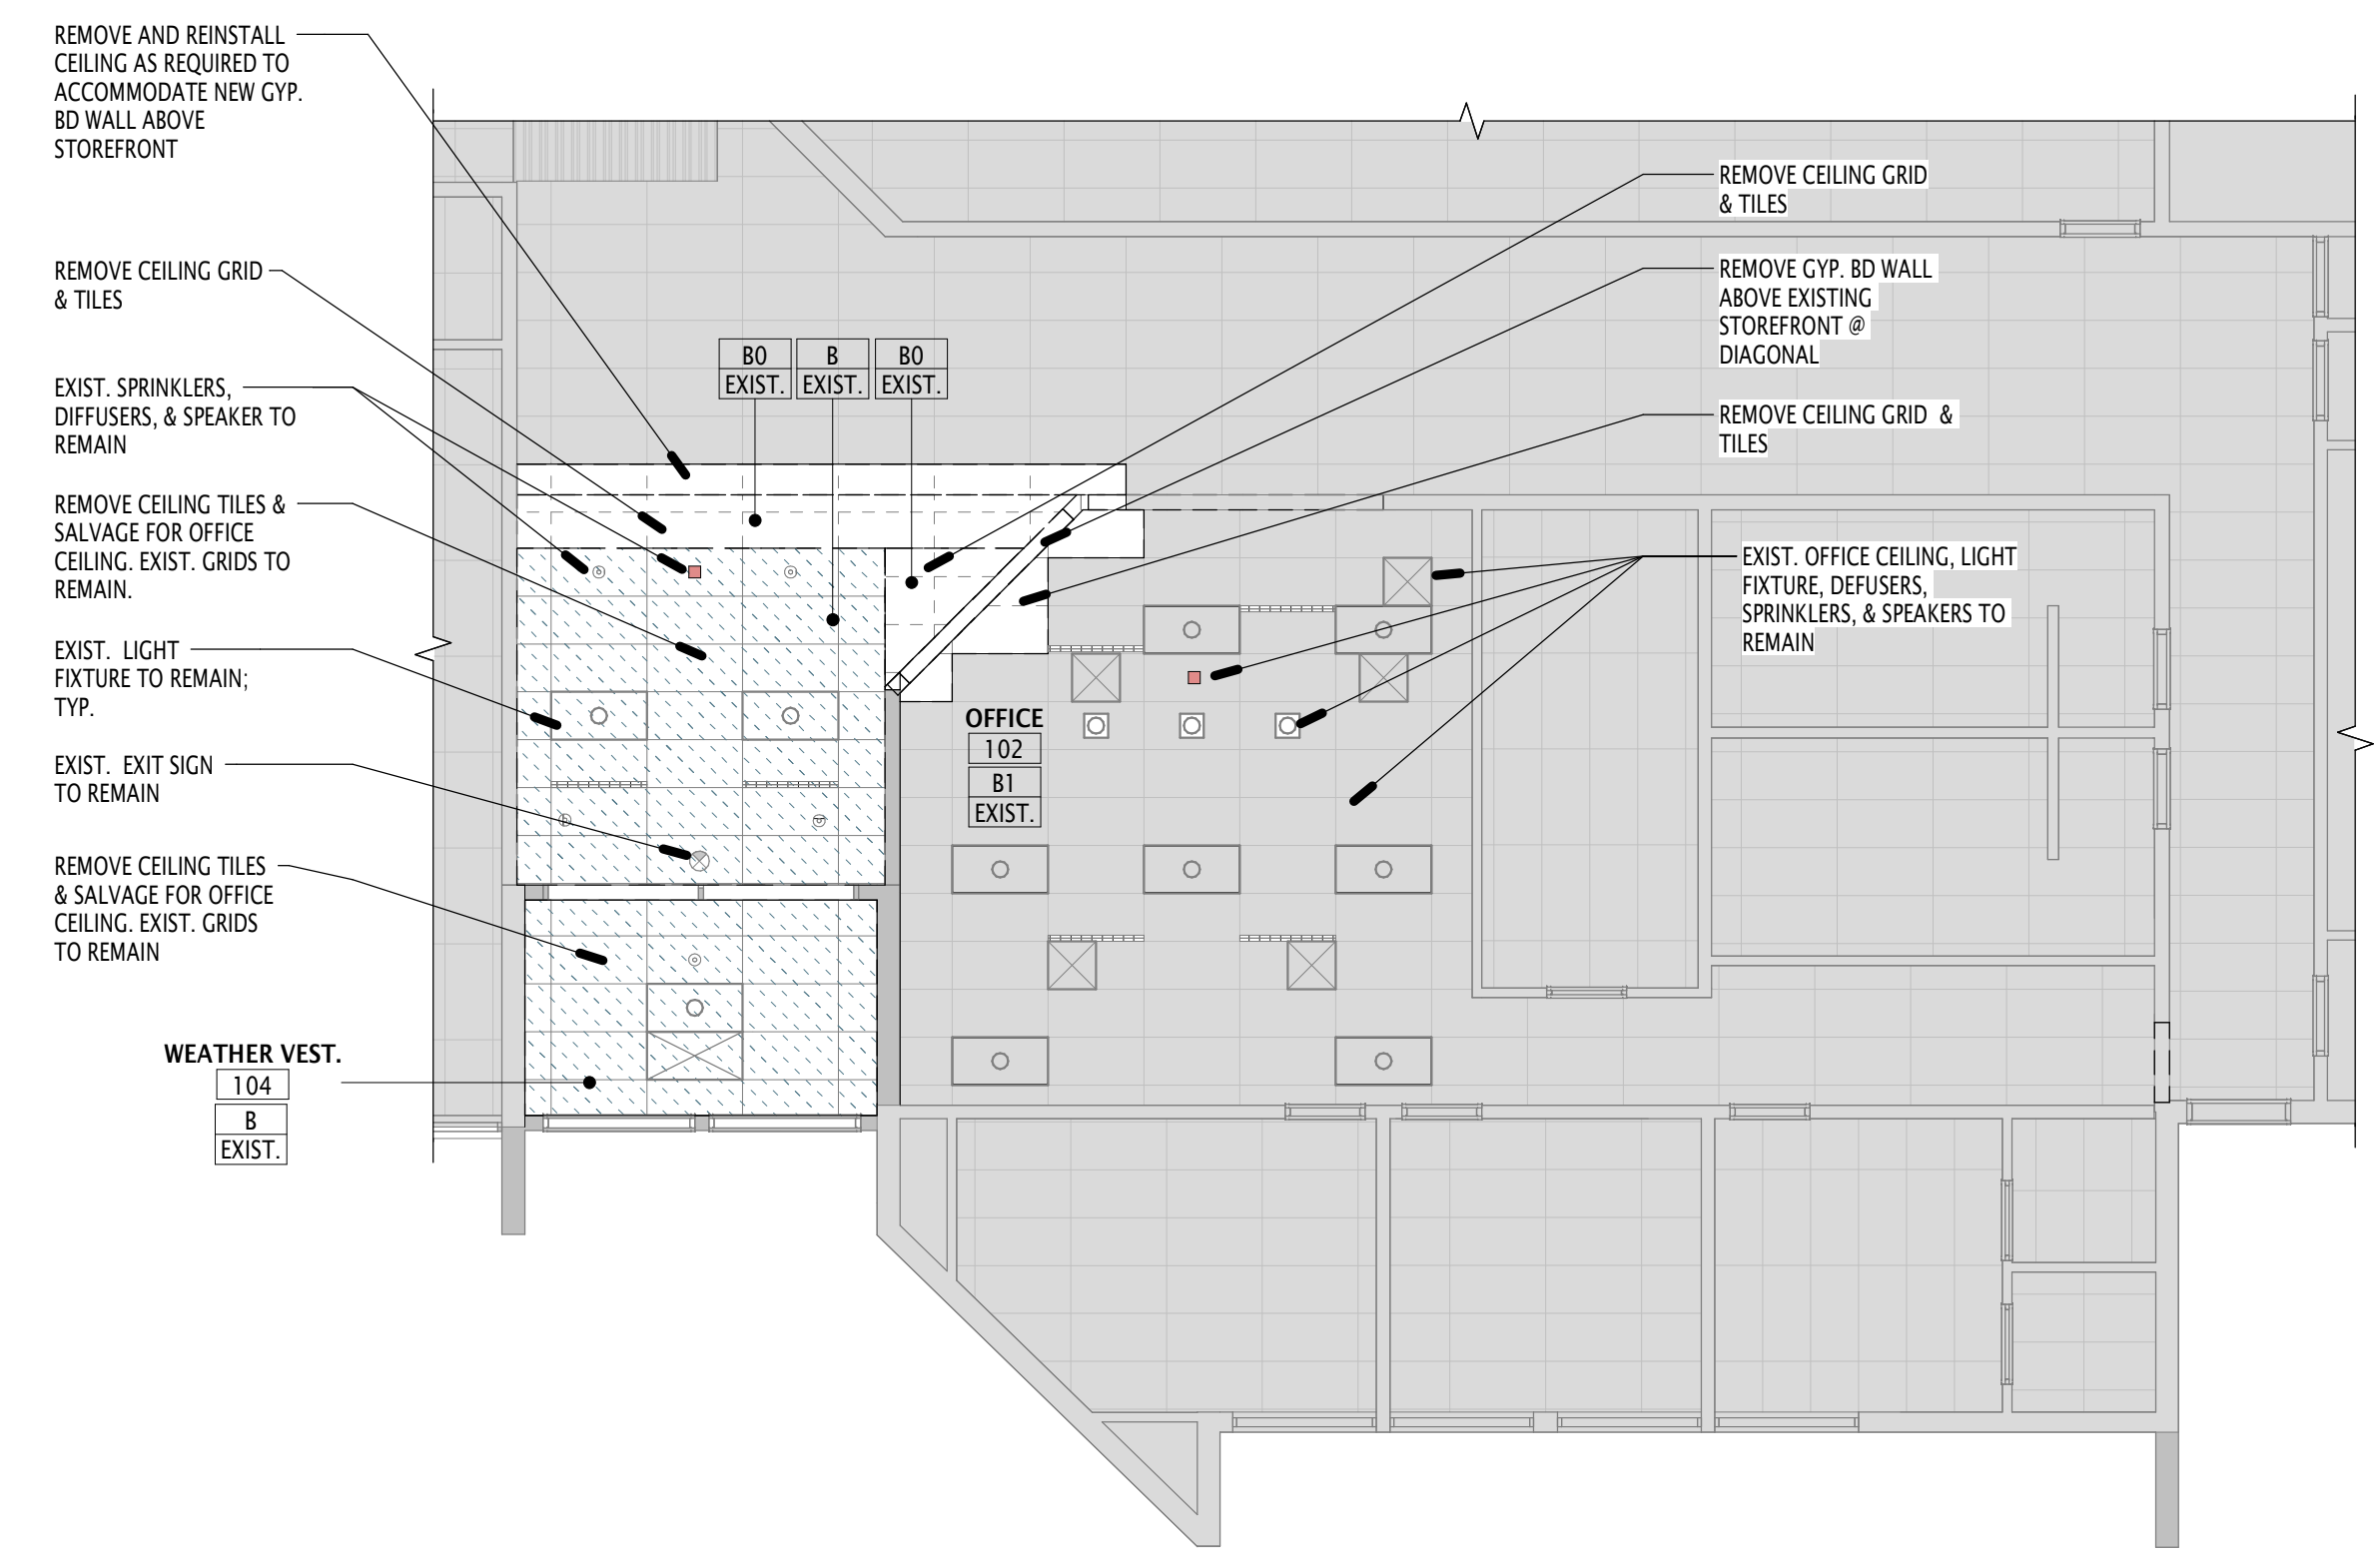 REMOVE AND REINSTALL
CEILING AS REQUIRED TO
ACCOMMODATE NEW GYP.
BD WALL ABOVE
STOREFRONT
REMOVE CEILING GRID
& TILES
EXIST. SPRINKLERS,
DIFFUSERS, & SPEAKER TO
REMAIN
REMOVE CEILING TILES &
SALVAGE FOR OFFICE
CEILING. EXIST. GRIDS TO
REMAIN.
EXIST. LIGHT
FIXTURE TO REMAIN;
TYP.
EXIST. EXIT SIGN
TO REMAIN
REMOVE CEILING TILES
& SALVAGE FOR OFFICE
CEILING. EXIST. GRIDS
TO REMAIN
WEATHER VEST.
104
B
EXIST.
B0
EXIST.
B
EXIST.
B0
EXIST.
OFFICE
102
B1
EXIST.
REMOVE CEILING GRID
& TILES
REMOVE GYP. BD WALL
ABOVE EXISTING
STOREFRONT @
DIAGONAL
REMOVE CEILING GRID &
TILES
EXIST. OFFICE CEILING, LIGHT
FIXTURE, DEFUSERS,
SPRINKLERS, & SPEAKERS TO
REMAIN